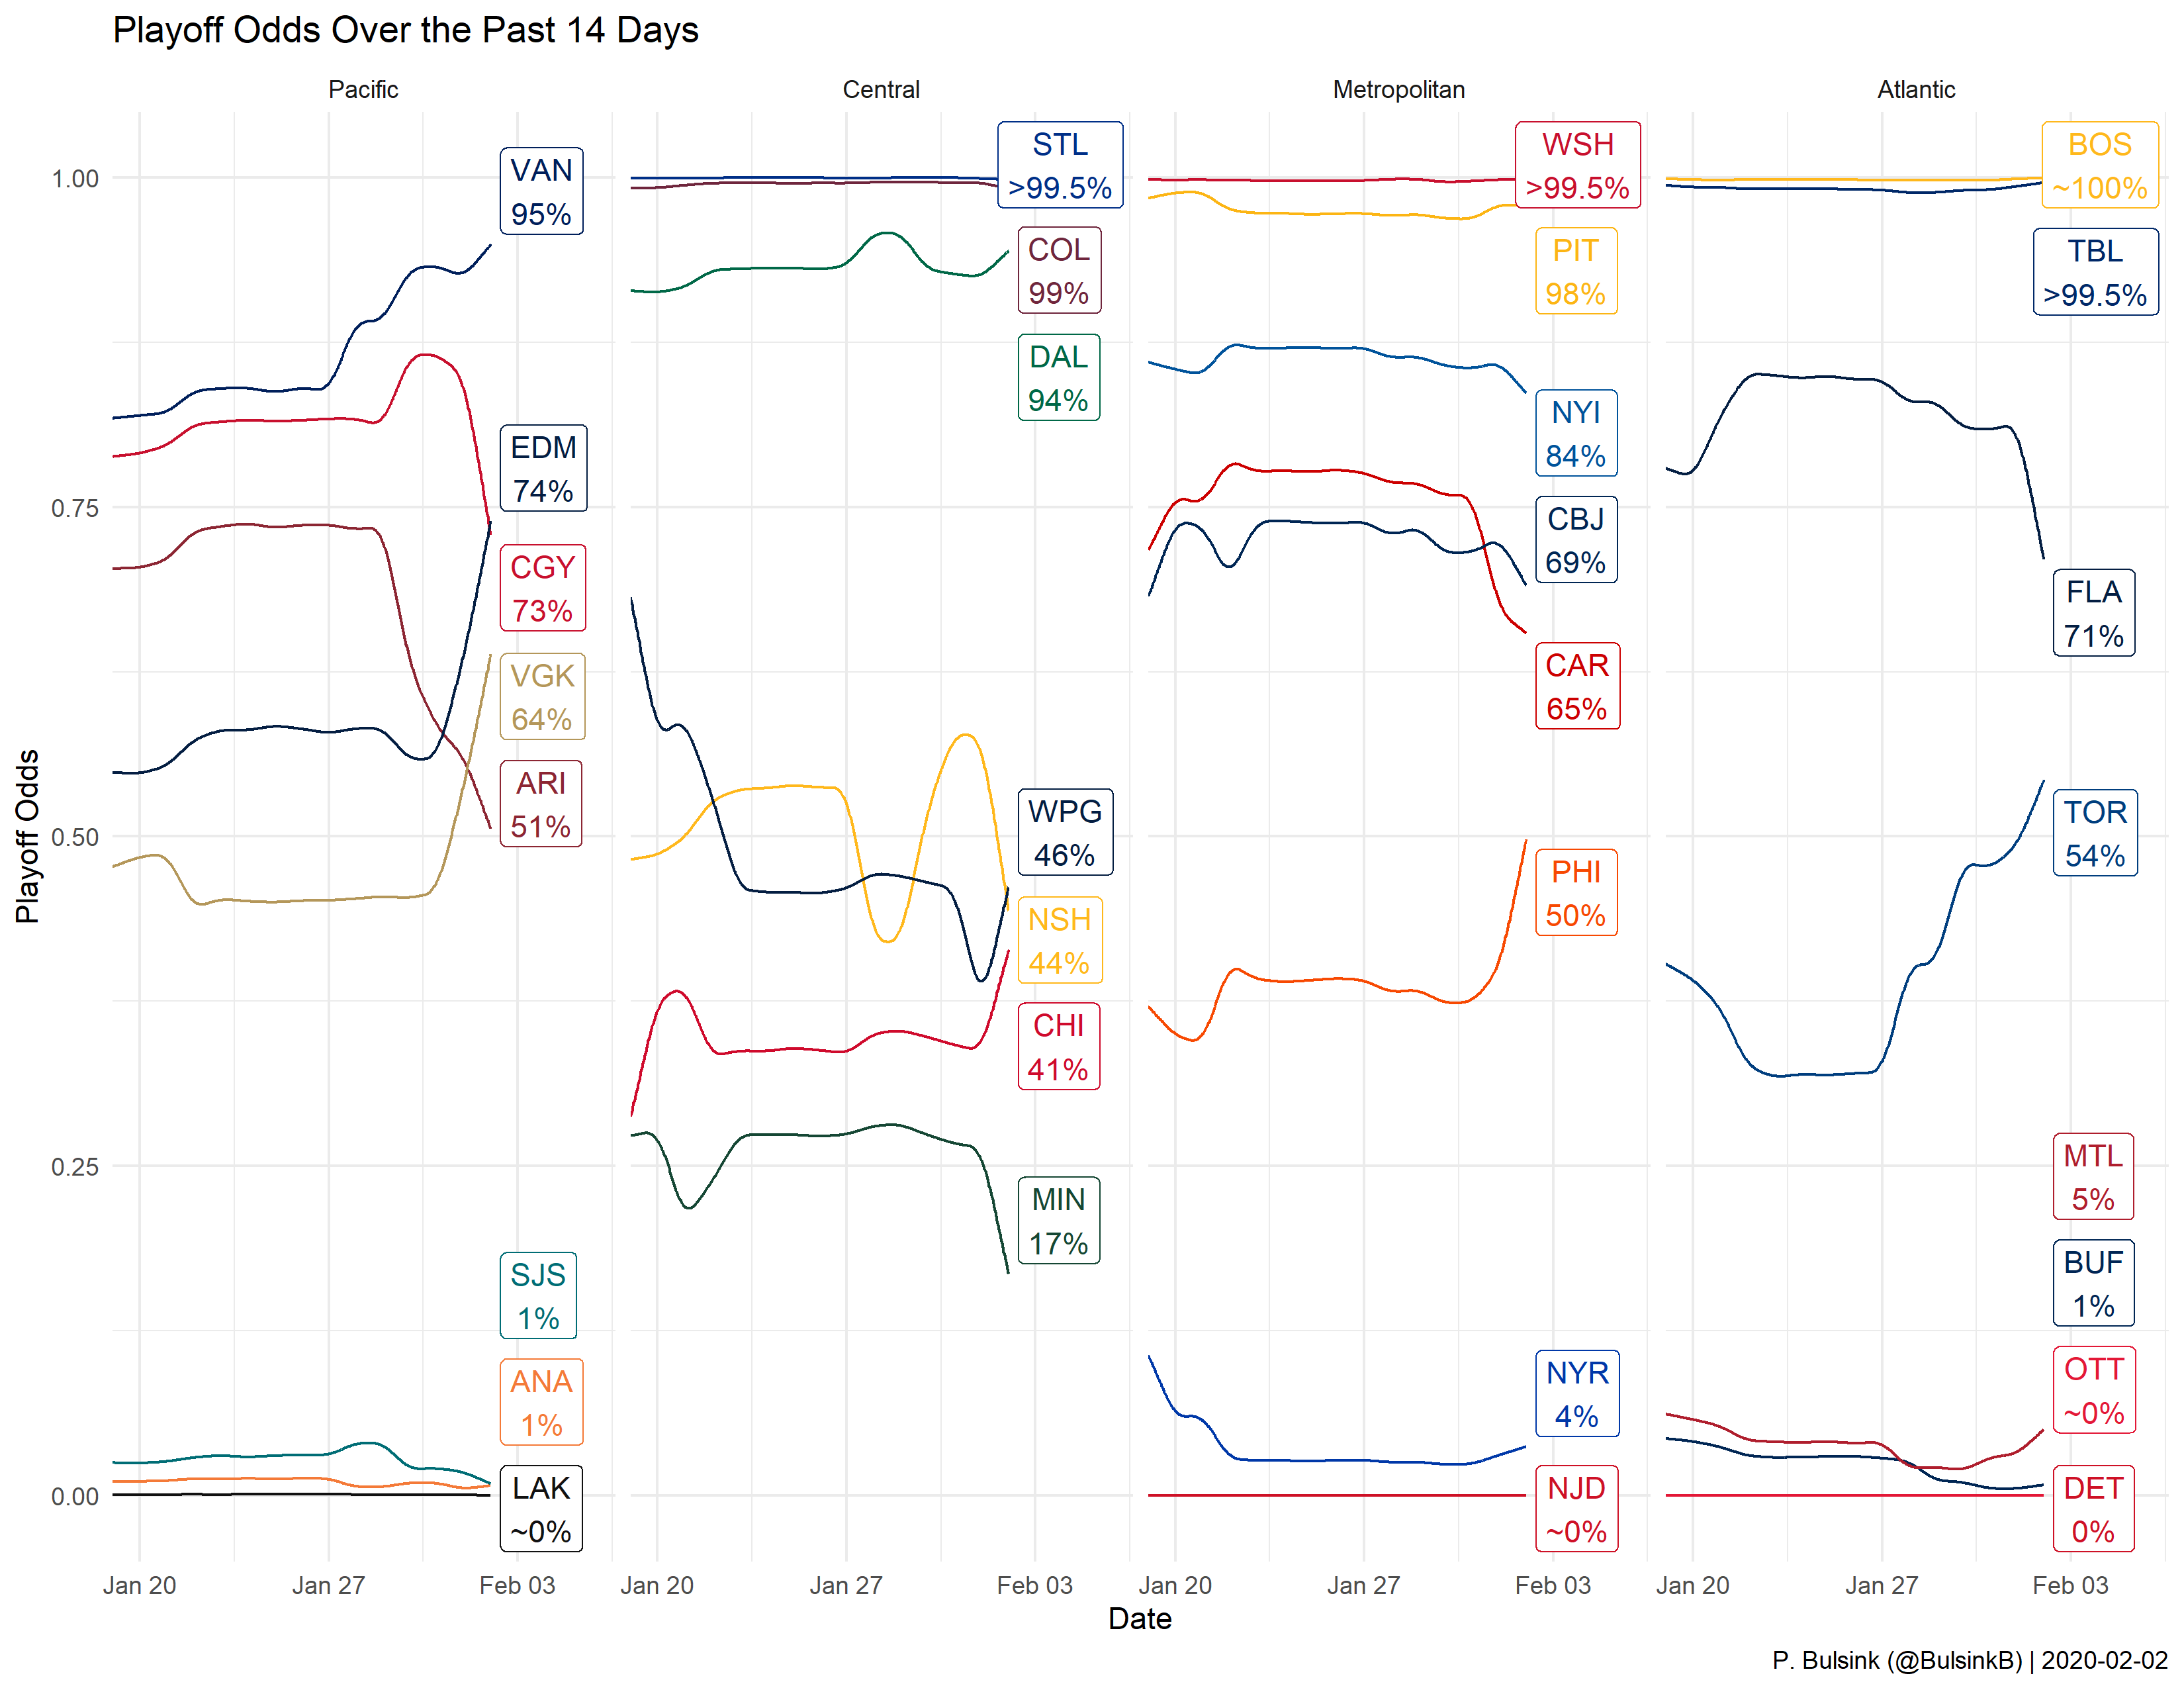 Playoff Odds Over the Past 14 Days
Pacific
Central
Metropolitan
Atlantic
Playoff Odds
1.00
0.75
0.50
0.25
0.00
VAN
95%
EDM
74%
CGY
73%
VGK
64%
ARI
51%
SJS
1%
ANA
1%
LAK
~0%
STL
>99.5%
COL
99%
DAL
94%
WPG
46%
NSH
44%
CHI
41%
MIN
17%
WSH
>99.5%
PIT
98%
NYI
84%
CBJ
69%
CAR
65%
PHI
50%
NYR
4%
NJD
~0%
BOS
~100%
TBL
>99.5%
FLA
71%
TOR
54%
MTL
5%
BUF
1%
OTT
~0%
DET
0%
Jan 20
Jan 27
Feb 03
Jan 20
Jan 27
Feb 03
Jan 20
Jan 27
Feb 03
Jan 20
Jan 27
Feb 03
Date
P. Bulsink (@BulsinkB) | 2020-02-02